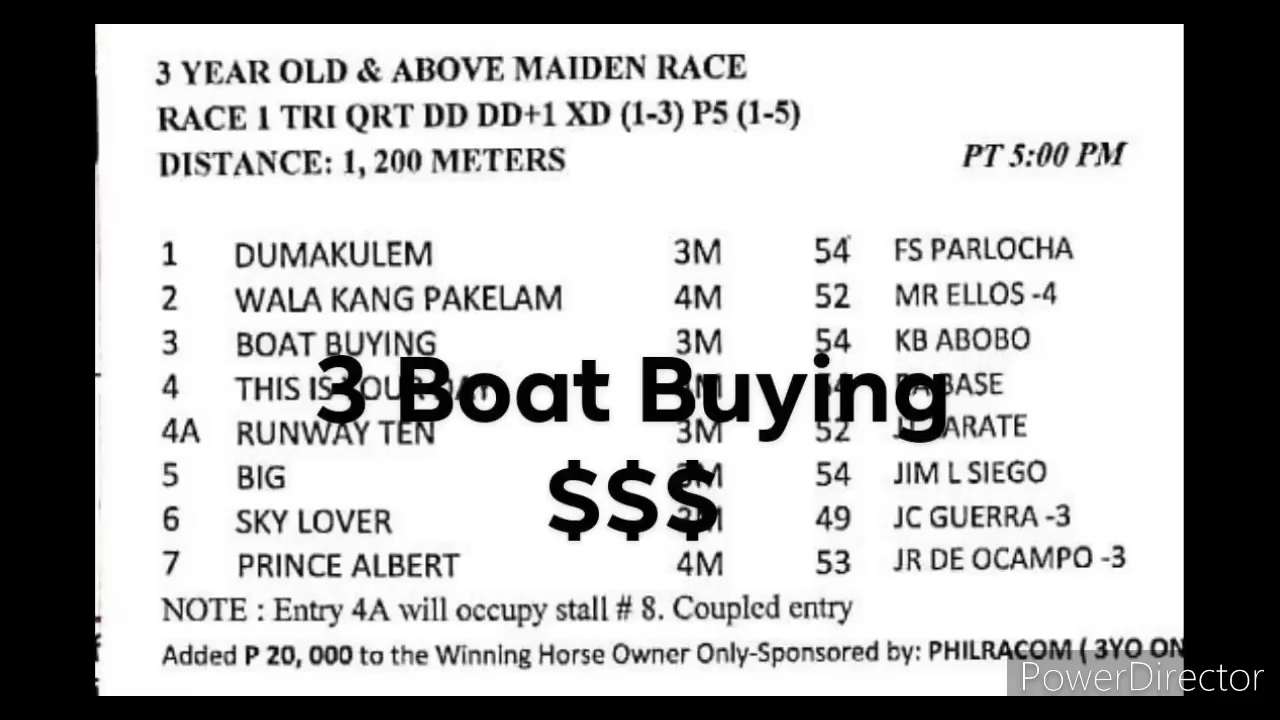 3 YEAR OLD & ABOVE MAIDEN RACE
RACE 1 TRI QRT DD DD+1 XD (1-3) P5 (1-5)
DISTANCE: 1, 200 METERS PT 5:00 PM
1 DUMAKULEM 3M 54 FS PARLOCHA
2 WALA KANG PAKELAM 4M 52 MR ELLOS -4
3 BOAT BUYING 3M 54 KB ABOBO
3 Boat Buying
4 THIS IS YOUR DAY BASE
4A RUNWAY TEN 3M 52
$$$
5 BIG 54 JIM L SIEGO
6 SKY LOVER 49 JC GUERRA -3
7 PRINCE ALBERT 4M 53 JR DE OCAMPO -3
NOTE : Entry 4A will occupy stall # 8. Coupled entry
Added P 20, 000 to the Winning Horse Owner Only-Sponsored by: PHILRACOM ( 3YO ON
PowerDirector